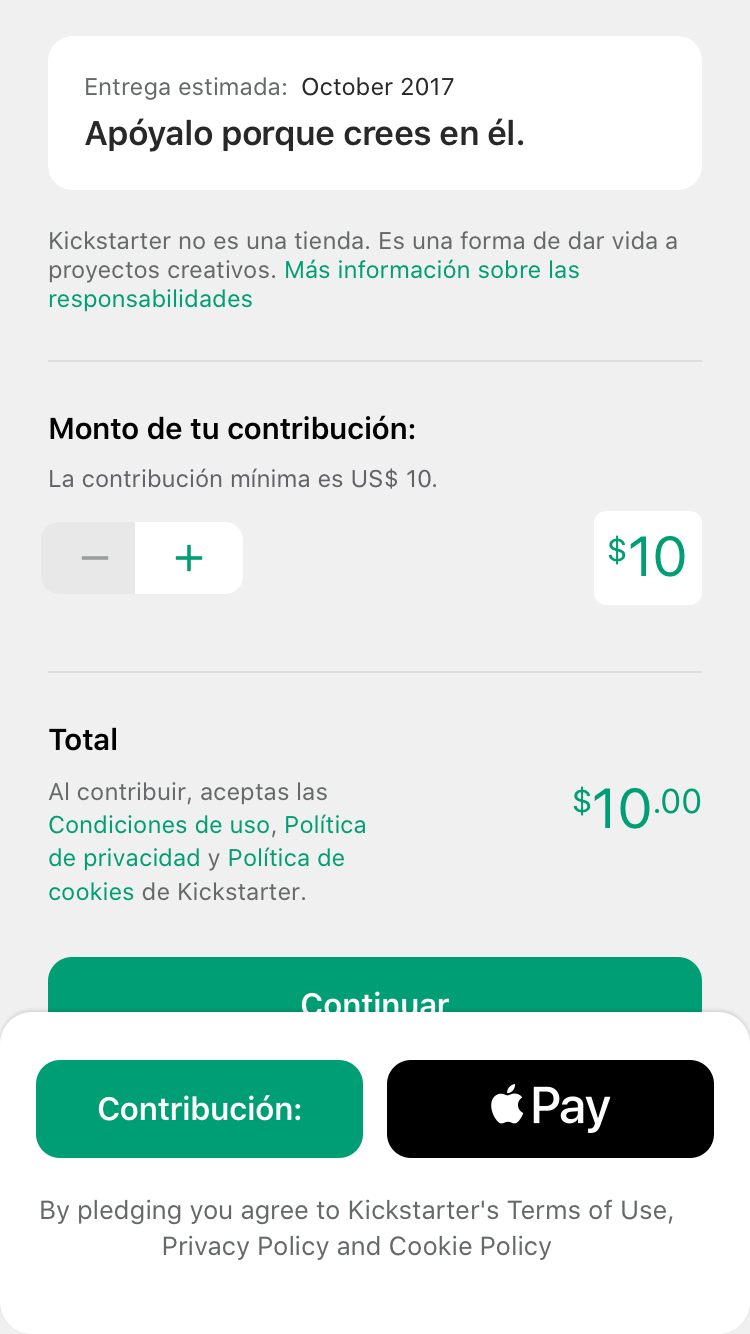 Entrega estimada: October 2017
Apóyalo porque crees en él.
Kickstarter no es una tienda. Es una forma de dar vida a
proyectos creativos. Más información sobre las
responsabilidades
Monto de tu contribución:
La contribución mínima es US$ 10.
− +
$10
Total
Al contribuir, aceptas las
Condiciones de uso, Política
de privacidad y Política de
cookies de Kickstarter.
$10.00
Continuar
Contribución:
Pay
By pledging you agree to Kickstarter's Terms of Use,
Privacy Policy and Cookie Policy